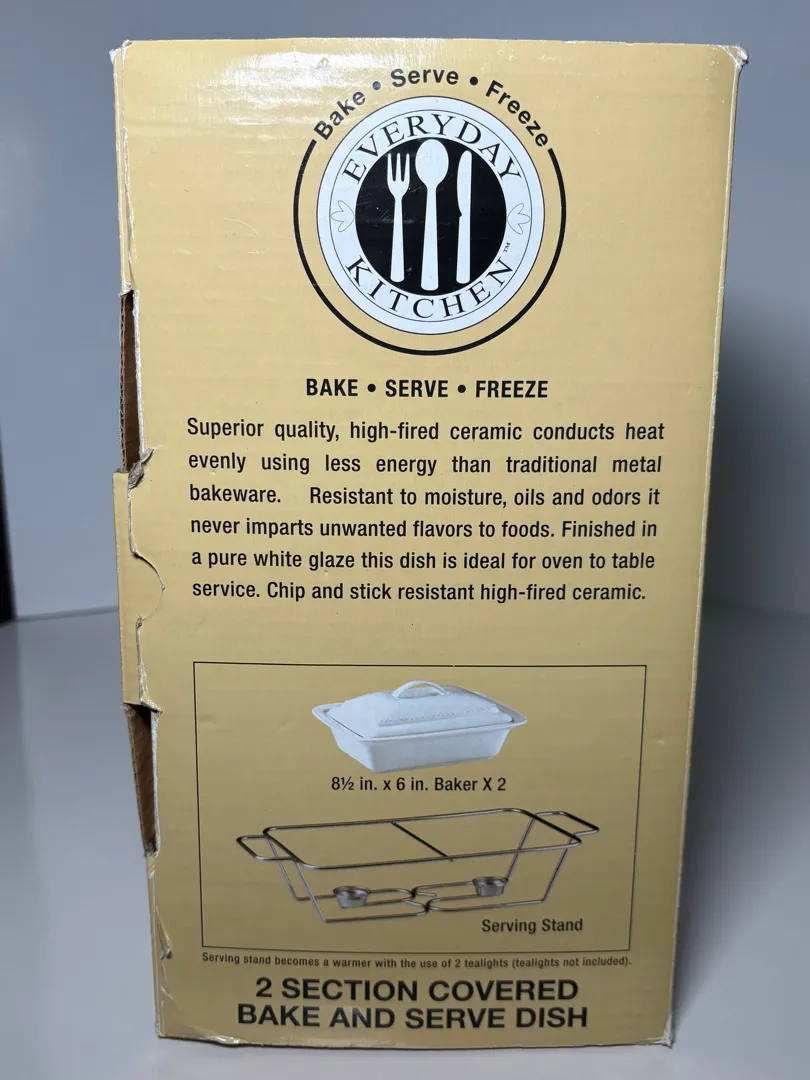 Bake • Serve • Freeze
EVERYDAY
KITCHEN™
BAKE • SERVE • FREEZE
Superior quality, high-fired ceramic conducts heat
evenly using less energy than traditional metal
bakeware. Resistant to moisture, oils and odors it
never imparts unwanted flavors to foods. Finished in
a pure white glaze this dish is ideal for oven to table
service. Chip and stick resistant high-fired ceramic.
8½ in. x 6 in. Baker X 2
Serving Stand
Serving stand becomes a warmer with the use of 2 tealights (tealights not included).
2 SECTION COVERED
BAKE AND SERVE DISH